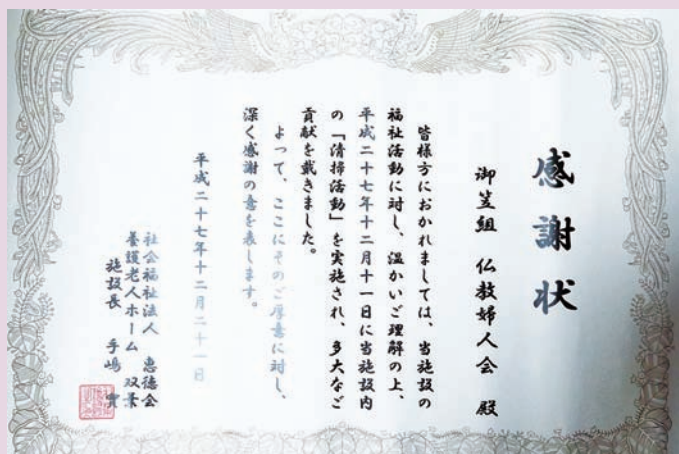 感謝状
御笠組 仏教婦人会 殿
皆様方におかれましては、当施設の
福祉活動に対し、温かいご理解の上、
平成二十七年十二月十一日に当施設内
の「清掃活動」を実施され、多大なご
貢献を戴きました。
よって、ここにそのご厚意に対し、
深く感謝の意を表します。
平成二十七年十二月二十一日
社会福祉法人 惠徳会
養護老人ホーム 双葉
施設長 手嶋 實